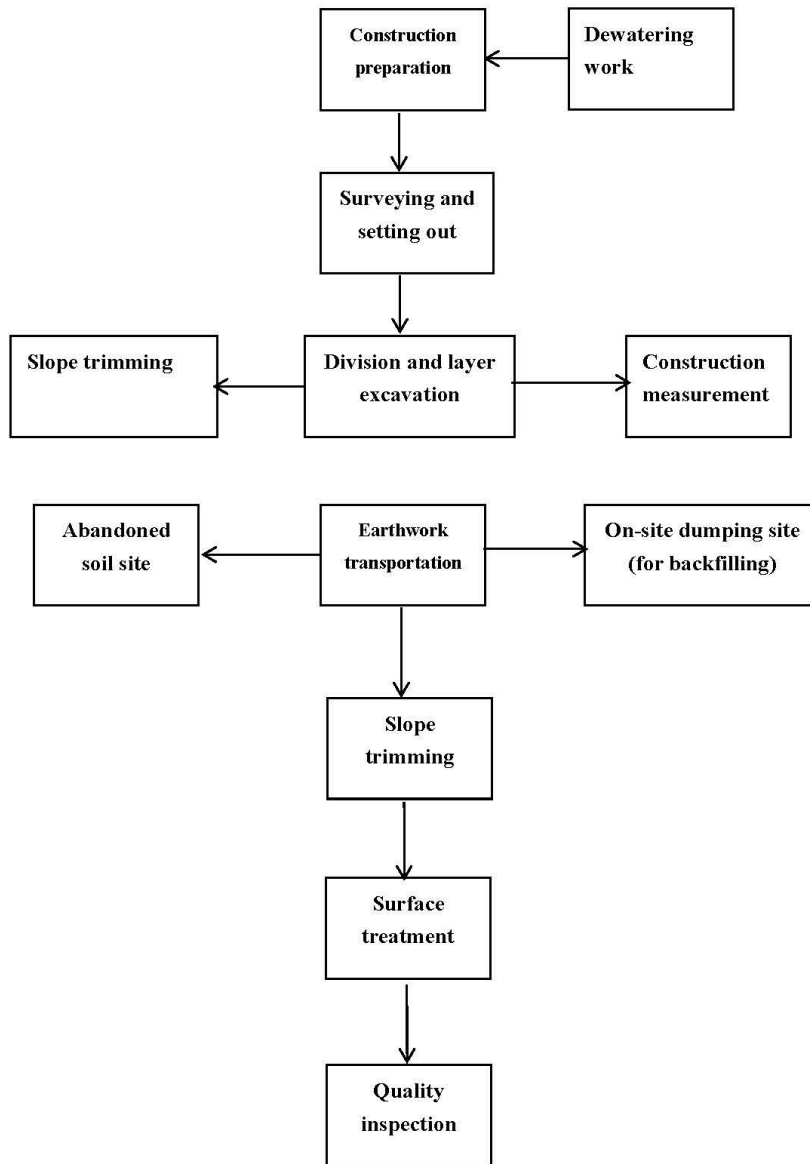 Construction
preparation
Dewatering
work
Surveying and
setting out
Slope trimming
Division and layer
excavation
Construction
measurement
Abandoned
soil site
Earthwork
transportation
On-site dumping site
(for backfilling)
Slope
trimming
Surface
treatment
Quality
inspection